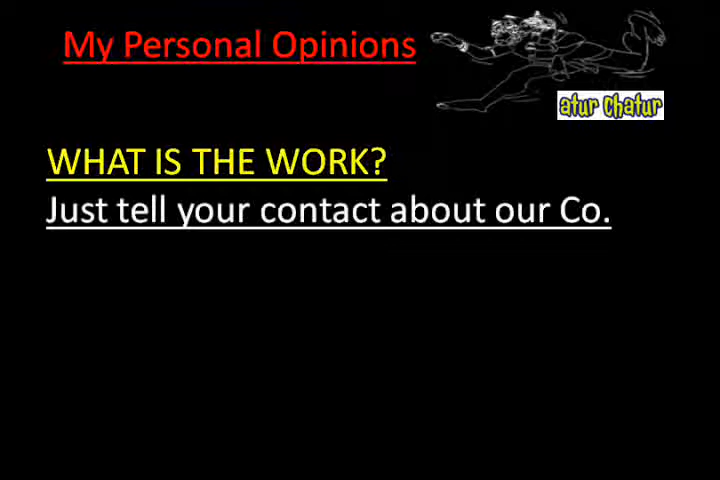 My Personal Opinions
atur chatur
WHAT IS THE WORK?
Just tell your contact about our Co.